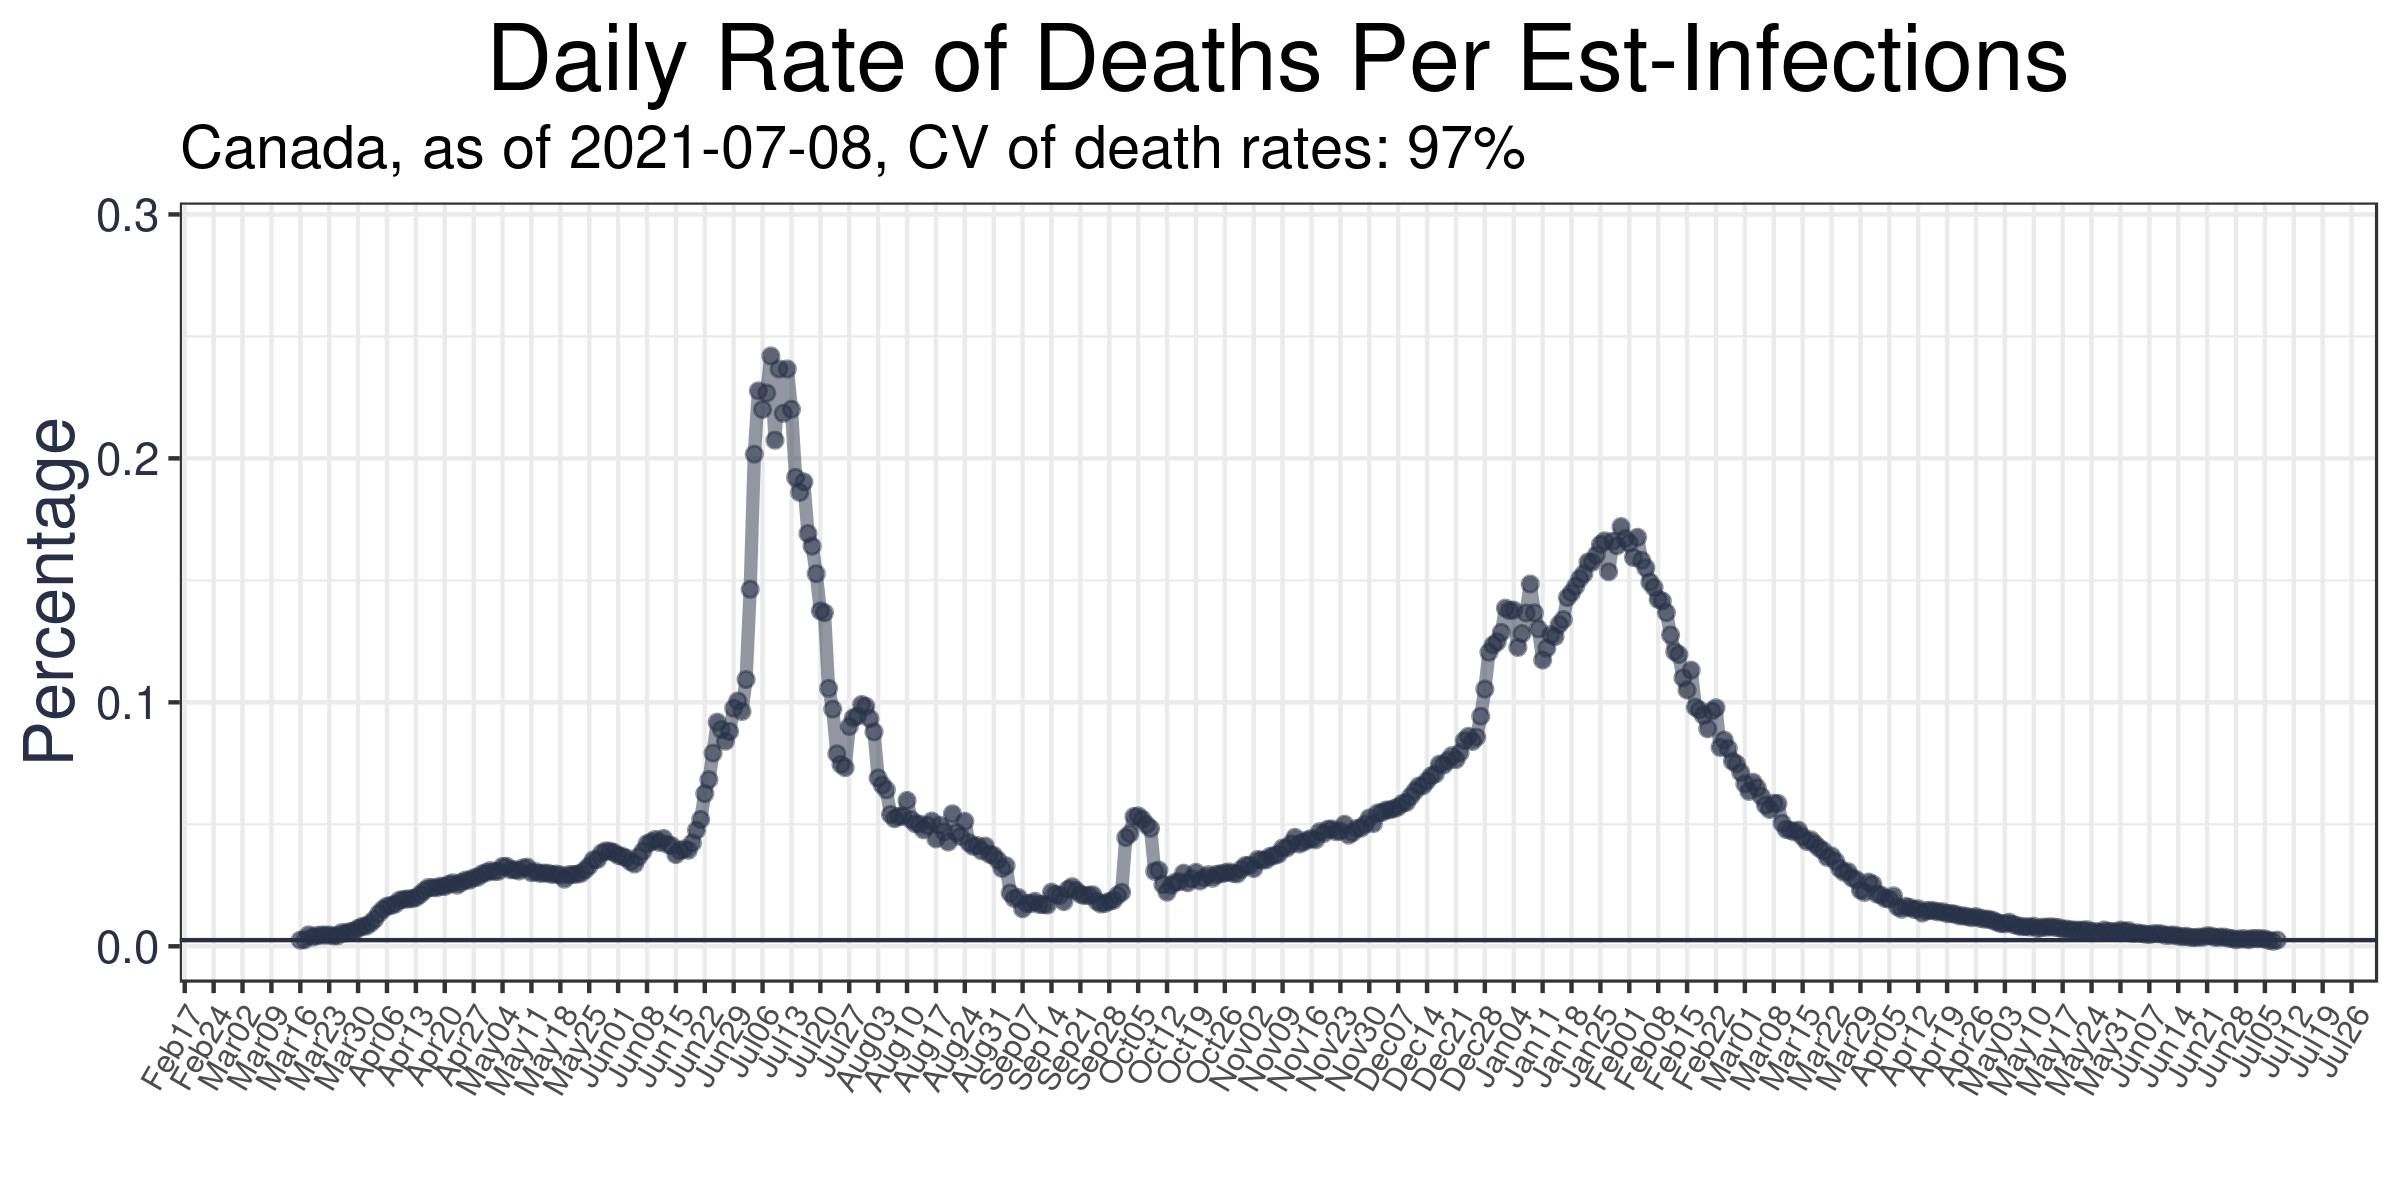 Daily Rate of Deaths Per Est-Infections
Canada, as of 2021-07-08, CV of death rates: 97%
Percentage
0.3
0.2
0.1
0.0
Feb17
Feb24
Mar02
Mar09
Mar16
Mar23
Mar30
Apr06
Apr13
Apr20
Apr27
May04
May11
May18
May25
Jun01
Jun08
Jun15
Jun22
Jun29
Jul06
Jul13
Jul20
Jul27
Aug03
Aug10
Aug17
Aug24
Aug31
Sep07
Sep14
Sep21
Sep28
Oct05
Oct12
Oct19
Oct26
Nov02
Nov09
Nov16
Nov23
Nov30
Dec07
Dec14
Dec21
Dec28
Jan04
Jan11
Jan18
Jan25
Feb01
Feb08
Feb15
Feb22
Mar01
Mar08
Mar15
Mar22
Mar29
Apr05
Apr12
Apr19
Apr26
May03
May10
May17
May24
May31
Jun07
Jun14
Jun21
Jun28
Jul05
Jul12
Jul19
Jul26